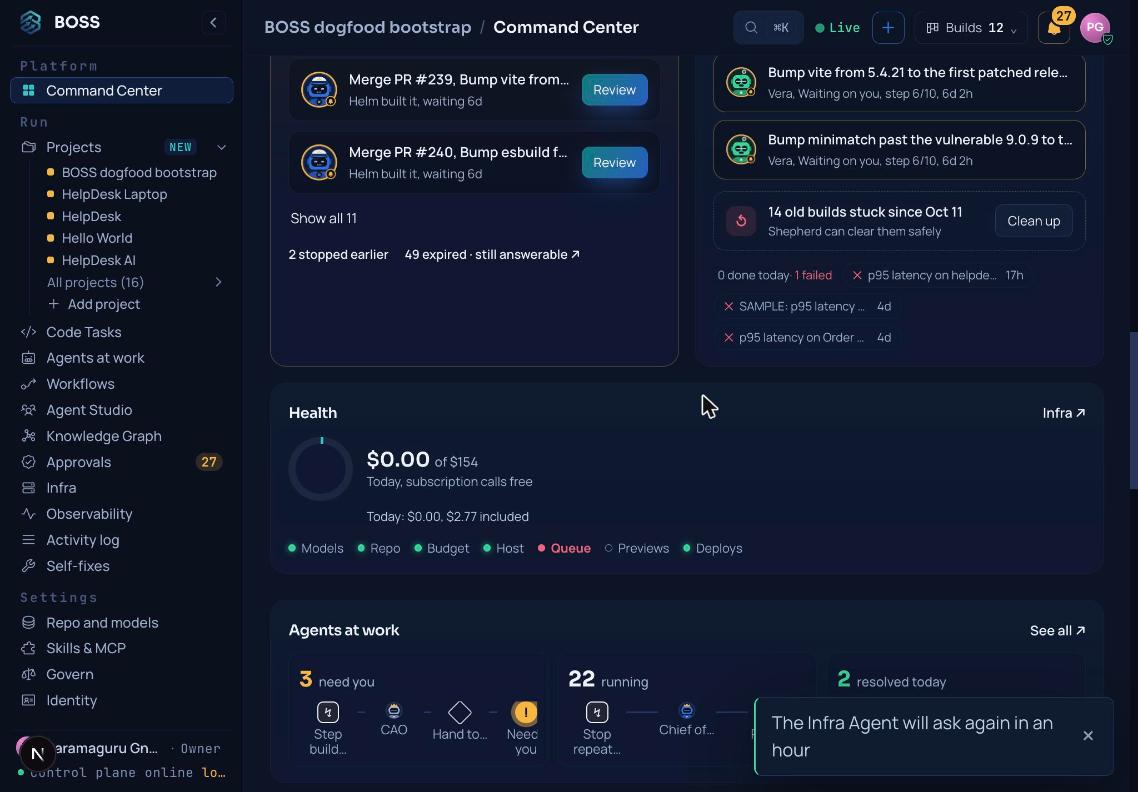 BOSS
BOSS dogfood bootstrap / Command Center
⌘K
Live
+
Builds 12
27
PG
Platform
Command Center
Run
Projects NEW
BOSS dogfood bootstrap
HelpDesk Laptop
HelpDesk
Hello World
HelpDesk AI
All projects (16)
+ Add project
Code Tasks
Agents at work
Workflows
Agent Studio
Knowledge Graph
Approvals 27
Infra
Observability
Activity log
Self-fixes
Settings
Repo and models
Skills & MCP
Govern
Identity
aramaguru Gn... · Owner
N
control plane online lo...
Merge PR #239, Bump vite from...
Helm built it, waiting 6d
Review
Merge PR #240, Bump esbuild f...
Helm built it, waiting 6d
Review
Show all 11
2 stopped earlier 49 expired · still answerable ↗
Bump vite from 5.4.21 to the first patched rele...
Vera, Waiting on you, step 6/10, 6d 2h
Bump minimatch past the vulnerable 9.0.9 to t...
Vera, Waiting on you, step 6/10, 6d 2h
14 old builds stuck since Oct 11
Shepherd can clear them safely
Clean up
0 done today · 1 failed
× p95 latency on helpde... 17h
× SAMPLE: p95 latency ... 4d
× p95 latency on Order ... 4d
Health
Infra ↗
$0.00 of $154
Today, subscription calls free
Today: $0.00, $2.77 included
Models Repo Budget Host Queue Previews Deploys
Agents at work
See all ↗
3 need you
Step build...
CAO
Hand to...
!
Need you
22 running
Stop repeat...
Chief of...
2 resolved today
The Infra Agent will ask again in an
hour
×